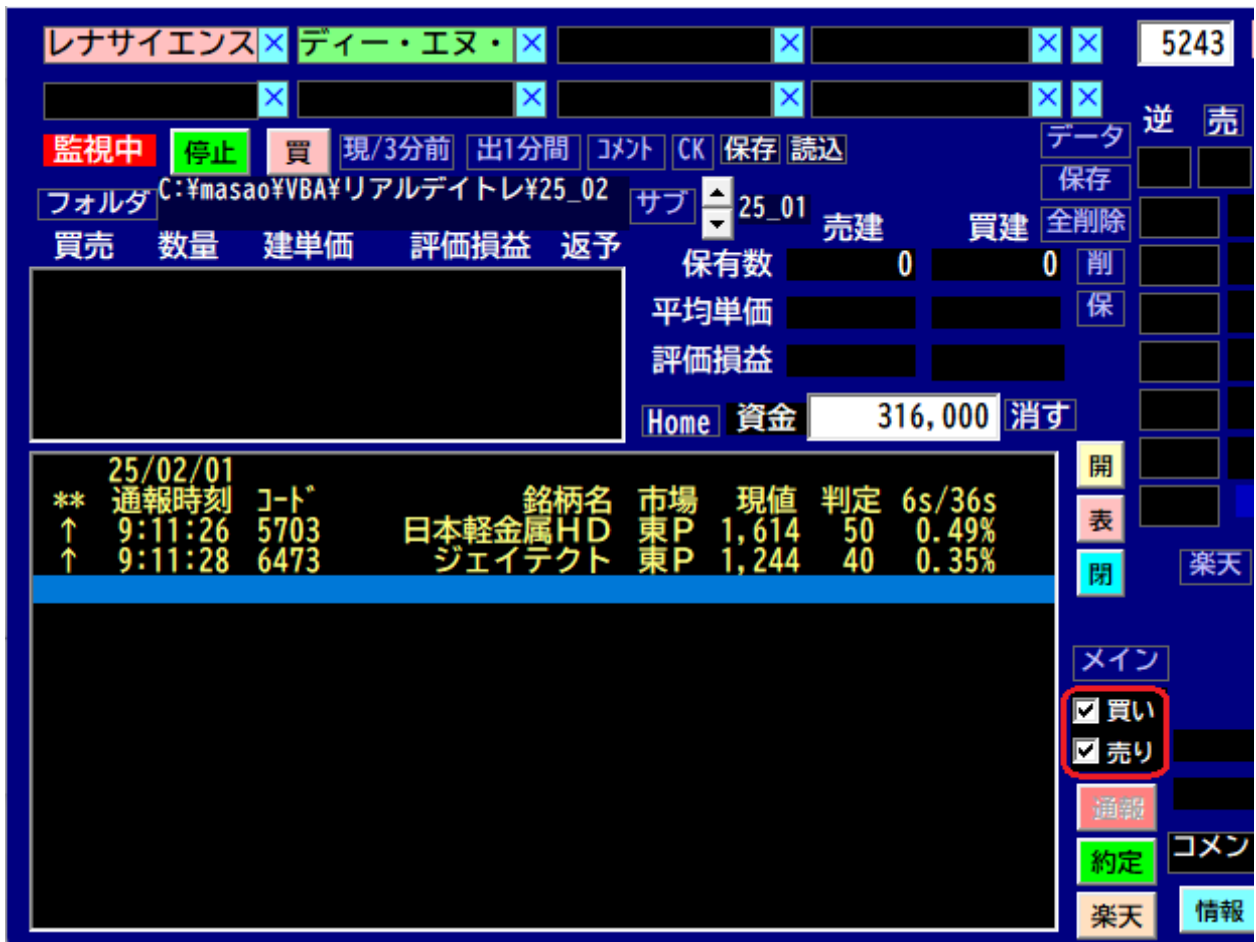 レナサイエンス × ディー・エヌ・ × × × × 5243
× × × × ×
逆 売
監視中 停止 買 現/3分前 出1分間 ｺﾒﾝﾄ CK 保存 読込 データ
フォルダ C:¥masao¥VBA¥リアルデイトレ¥25_02 サブ 25_01 保存
売建 買建 全削除
買売 数量 建単価 評価損益 返予
保有数 0 0 削
平均単価 保
評価損益
Home 資金 316,000 消す
25/02/01
** 通報時刻 ｺｰﾄﾞ 銘柄名 市場 現値 判定 6s/36s
↑ 9:11:26 5703 日本軽金属ＨＤ 東Ｐ 1,614 50 0.49%
↑ 9:11:28 6473 ジェイテクト 東Ｐ 1,244 40 0.35%
開
表
閉 楽天
メイン
買い
売り
通報
約定 コメン
楽天 情報